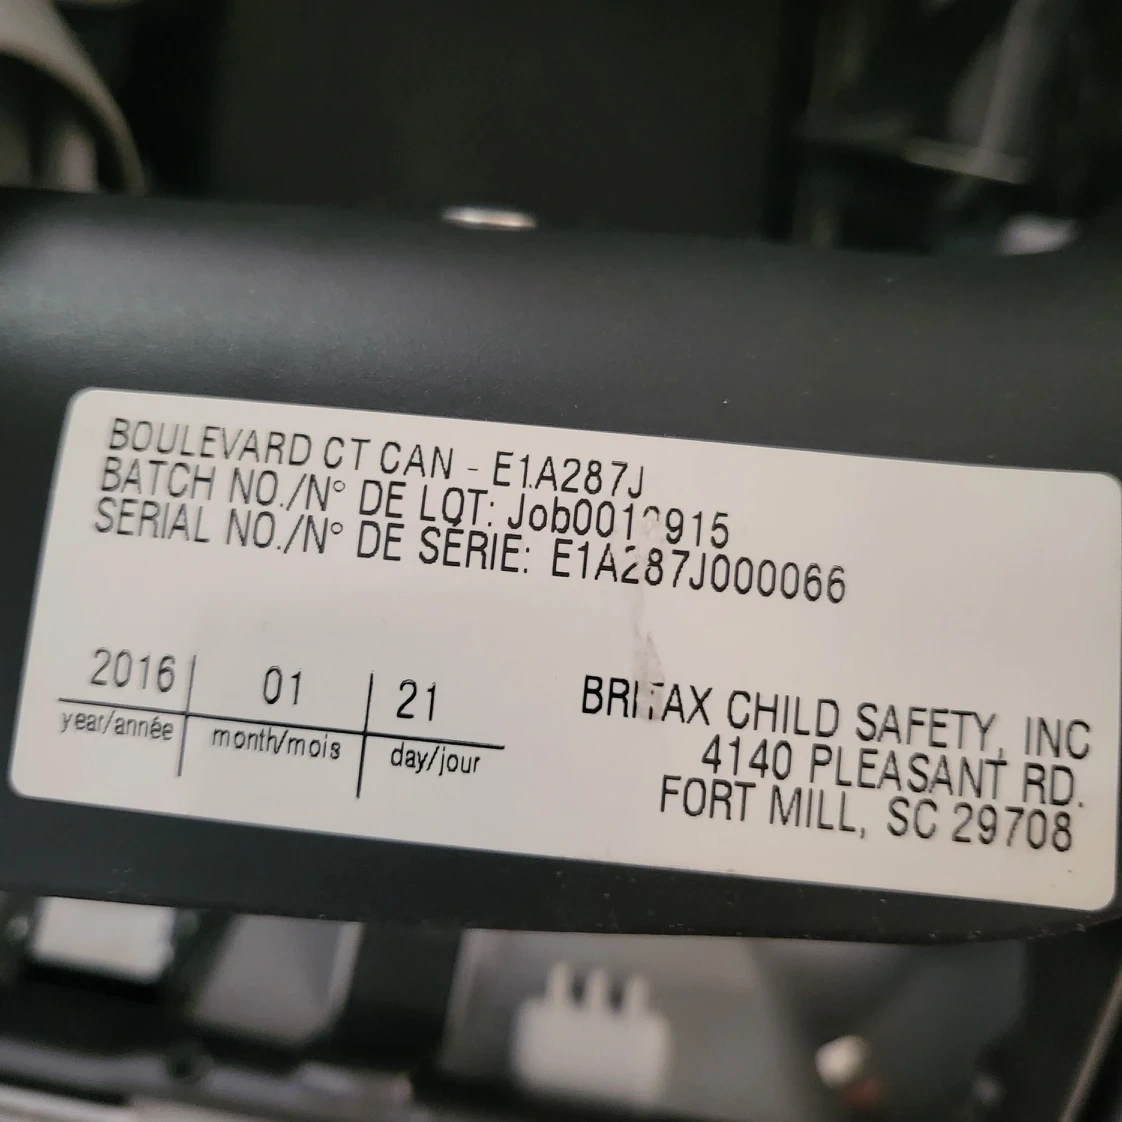 BOULEVARD CT CAN - E1A287J
BATCH NO./N° DE LOT:
SERIAL NO./N° DE SÉRIE: E1A287J000066
2016 01 21
year/année month/mois day/jour
BRITAX CHILD SAFETY, INC
4140 PLEASANT RD.
FORT MILL, SC 29708